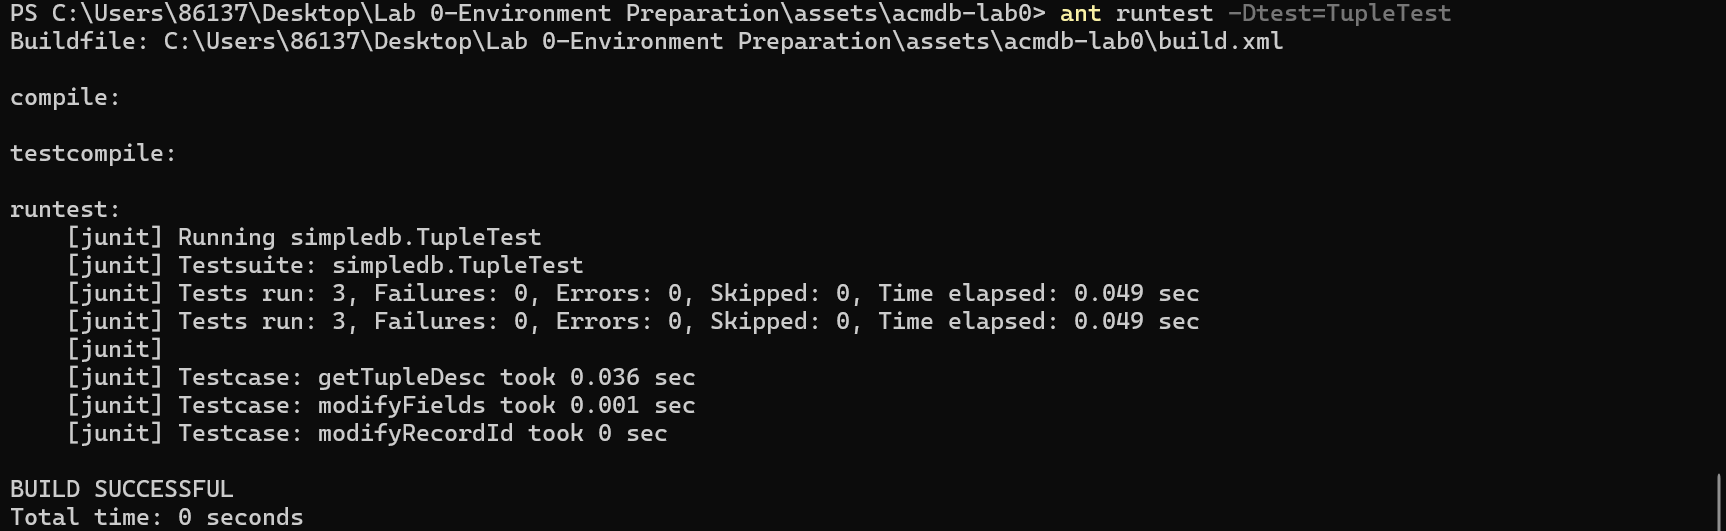 PS C:\Users\86137\Desktop\Lab 0-Environment Preparation\assets\acmdb-lab0> ant runtest -Dtest=TupleTest
Buildfile: C:\Users\86137\Desktop\Lab 0-Environment Preparation\assets\acmdb-lab0\build.xml
compile:
testcompile:
runtest:
[junit] Running simpledb.TupleTest
[junit] Testsuite: simpledb.TupleTest
[junit] Tests run: 3, Failures: 0, Errors: 0, Skipped: 0, Time elapsed: 0.049 sec
[junit] Tests run: 3, Failures: 0, Errors: 0, Skipped: 0, Time elapsed: 0.049 sec
[junit]
[junit] Testcase: getTupleDesc took 0.036 sec
[junit] Testcase: modifyFields took 0.001 sec
[junit] Testcase: modifyRecordId took 0 sec
BUILD SUCCESSFUL
Total time: 0 seconds